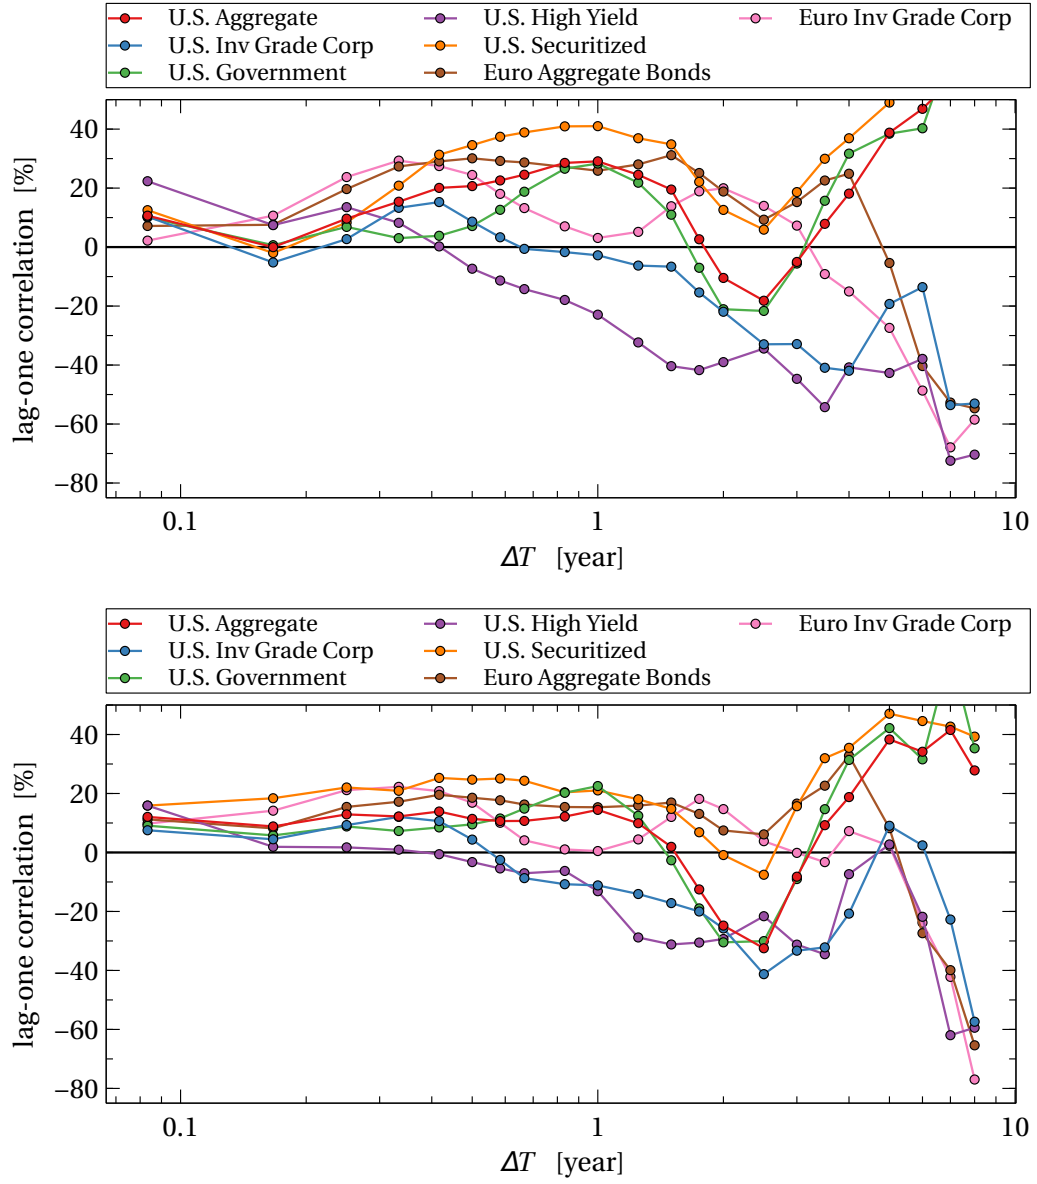 U.S. Aggregate U.S. High Yield Euro Inv Grade Corp
U.S. Inv Grade Corp U.S. Securitized
U.S. Government Euro Aggregate Bonds
40
20
0
−20
−40
−60
−80
lag-one correlation [%]
0.1 1 10
ΔT [year]
U.S. Aggregate U.S. High Yield Euro Inv Grade Corp
U.S. Inv Grade Corp U.S. Securitized
U.S. Government Euro Aggregate Bonds
40
20
0
−20
−40
−60
−80
lag-one correlation [%]
0.1 1 10
ΔT [year]